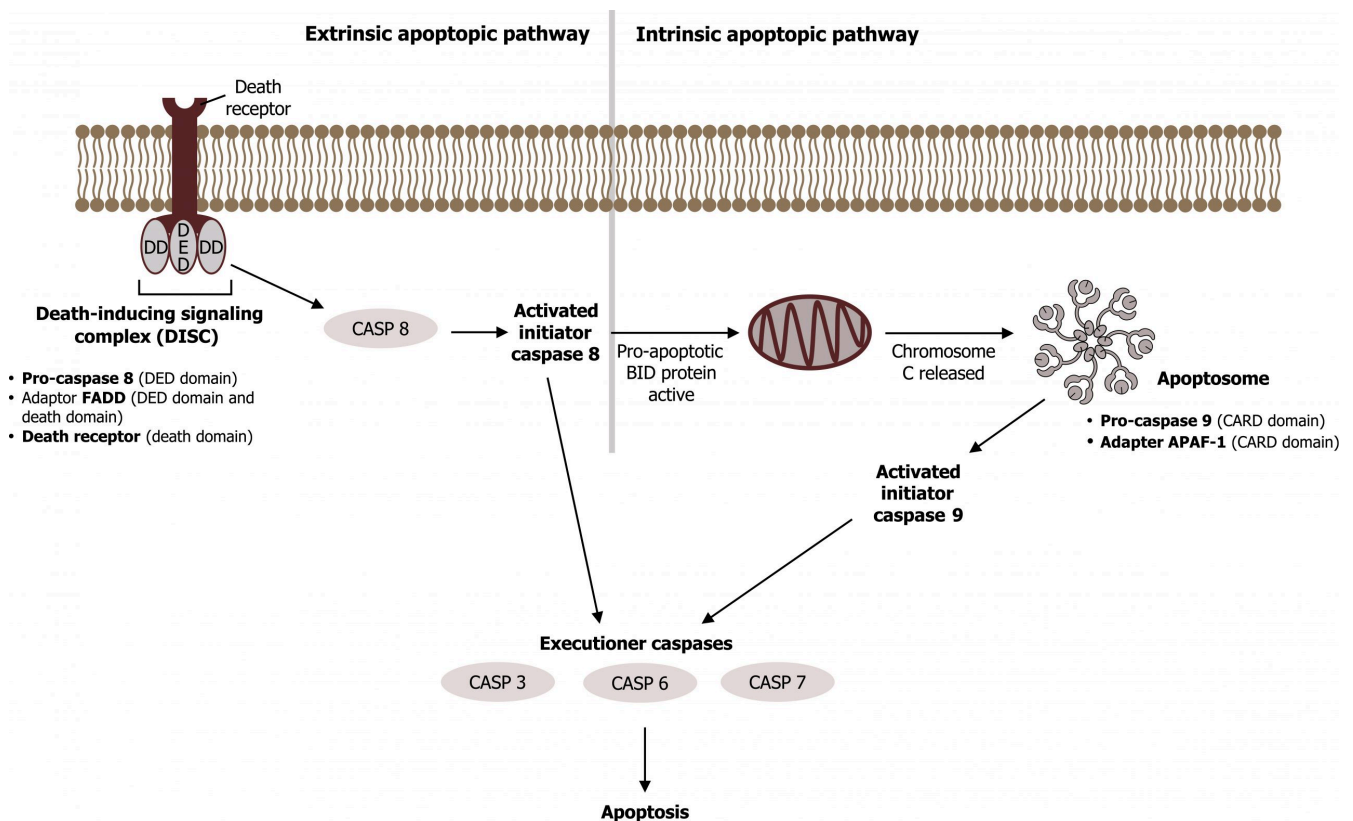 Extrinsic apoptopic pathway
Intrinsic apoptopic pathway
Death
receptor
DD
DED
DD
Death-inducing signaling
complex (DISC)
• Pro-caspase 8 (DED domain)
• Adaptor FADD (DED domain and
death domain)
• Death receptor (death domain)
CASP 8
Activated
initiator
caspase 8
Pro-apoptotic
BID protein
active
Chromosome
C released
Apoptosome
• Pro-caspase 9 (CARD domain)
• Adapter APAF-1 (CARD domain)
Activated
initiator
caspase 9
Executioner caspases
CASP 3
CASP 6
CASP 7
Apoptosis